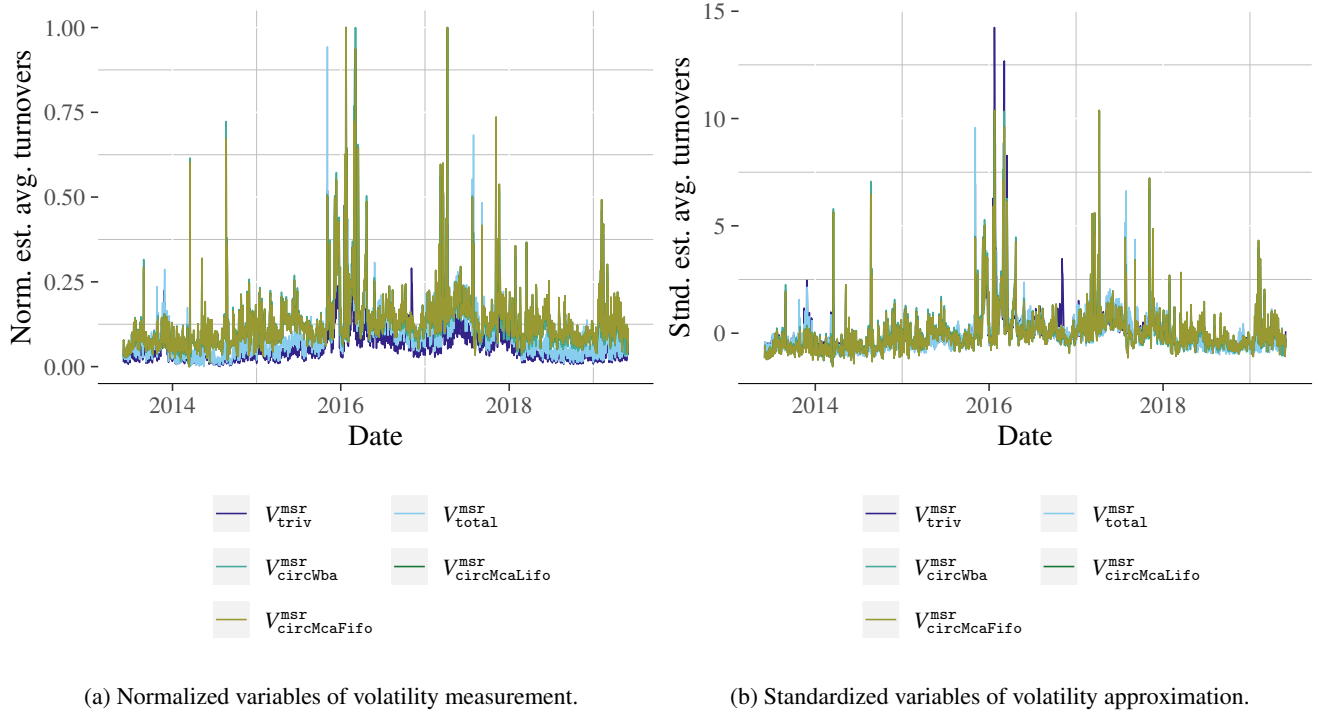 Norm. est. avg. turnovers
1.00
0.75
0.50
0.25
0.00
2014 2016 2018
Date
V^msr_triv V^msr_total
V^msr_circWba V^msr_circMcaLifo
V^msr_circMcaFifo
(a) Normalized variables of volatility measurement.
Stnd. est. avg. turnovers
15
10
5
0
2014 2016 2018
Date
V^msr_triv V^msr_total
V^msr_circWba V^msr_circMcaLifo
V^msr_circMcaFifo
(b) Standardized variables of volatility approximation.